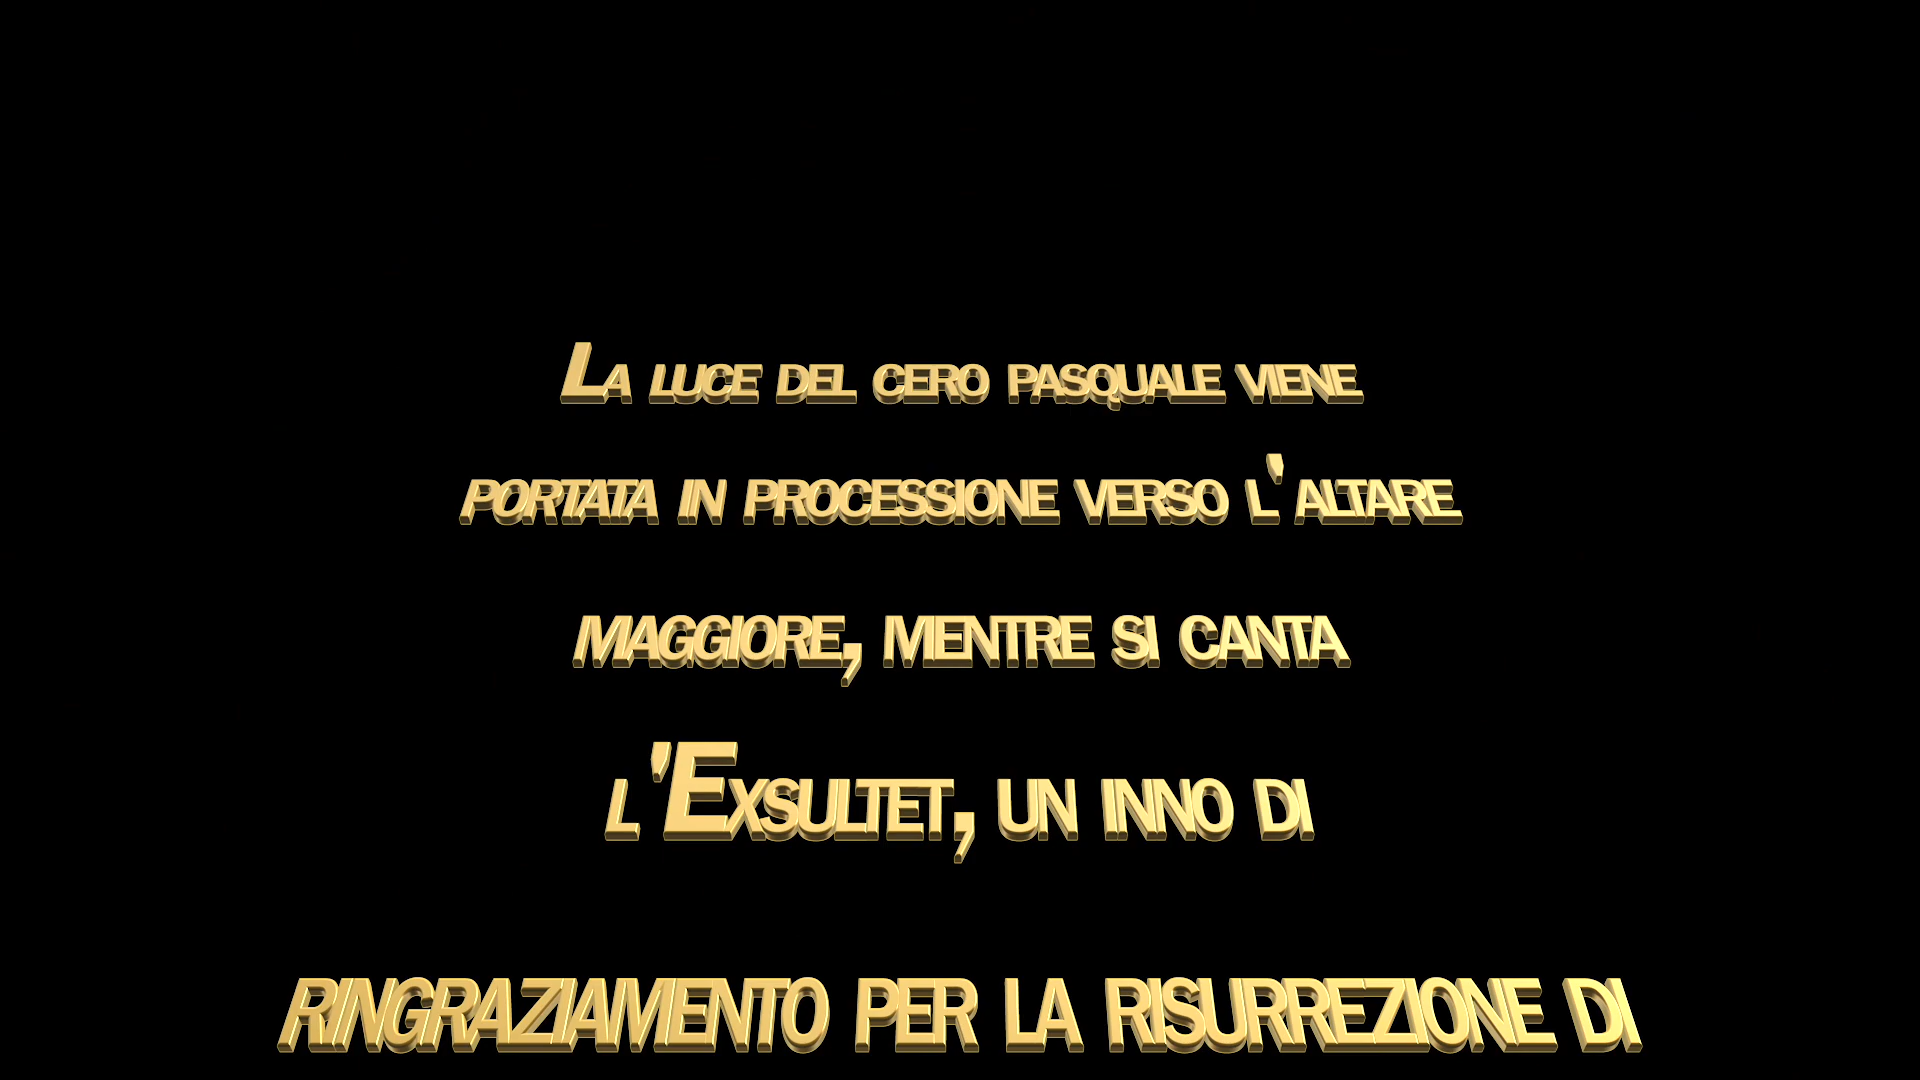 La luce del cero pasquale viene
portata in processione verso l'altare
maggiore, mentre si canta
l'Exsultet, un inno di
ringraziamento per la risurrezione di